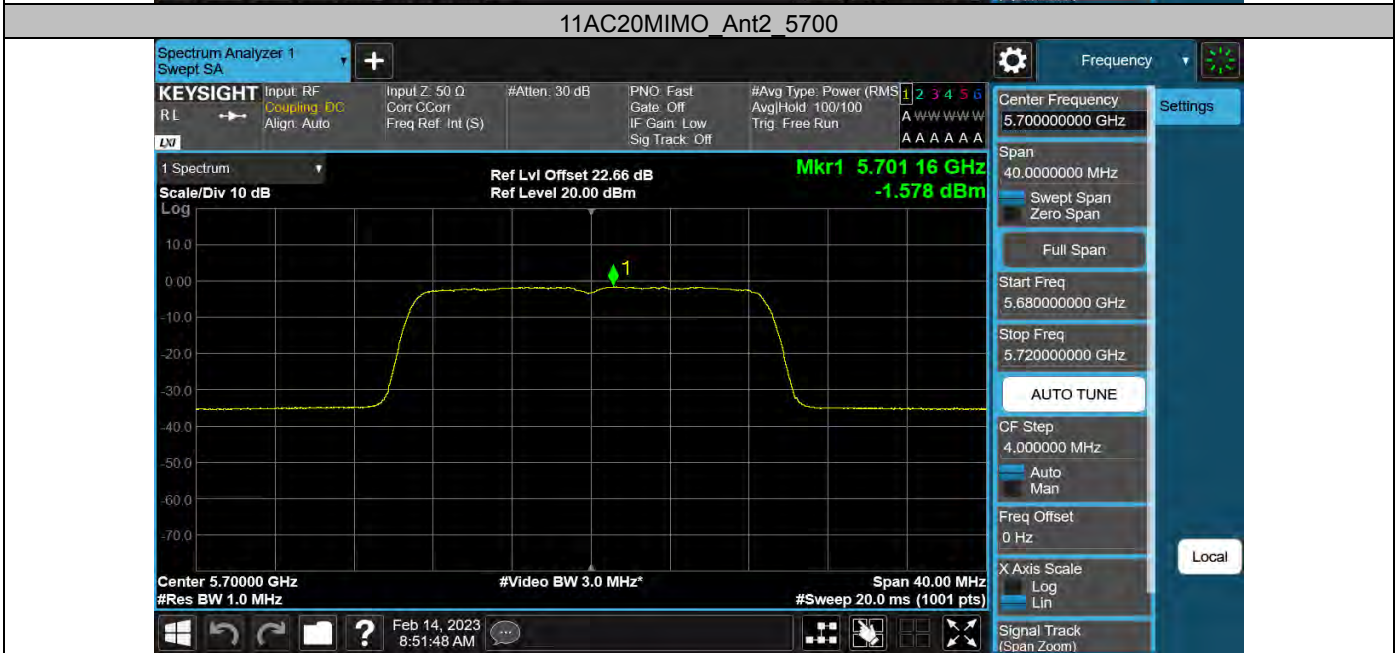 11AC20MIMO_Ant2_5700
Spectrum Analyzer 1
Swept SA
Frequency
KEYSIGHT
RL
LXI
Input: RF
Coupling: DC
Align: Auto
Input Z: 50 Ω
Corr CCorr
Freq Ref: Int (S)
#Atten: 30 dB
PNO: Fast
Gate: Off
IF Gain: Low
Sig Track: Off
#Avg Type: Power (RMS
Avg|Hold: 100/100
Trig: Free Run
1 2 3 4 5 6
A W W W W W
A A A A A A
Center Frequency
5.700000000 GHz
Settings
Span
40.0000000 MHz
Swept Span
Zero Span
Full Span
Start Freq
5.680000000 GHz
Stop Freq
5.720000000 GHz
AUTO TUNE
CF Step
4.000000 MHz
Auto
Man
Freq Offset
0 Hz
X Axis Scale
Log
Lin
Signal Track
(Span Zoom)
Local
1 Spectrum
Scale/Div 10 dB
Log
Ref Lvl Offset 22.66 dB
Ref Level 20.00 dBm
Mkr1 5.701 16 GHz
-1.578 dBm
1
10.0
0.00
-10.0
-20.0
-30.0
-40.0
-50.0
-60.0
-70.0
Center 5.70000 GHz
#Video BW 3.0 MHz*
Span 40.00 MHz
#Res BW 1.0 MHz
#Sweep 20.0 ms (1001 pts)
?
Feb 14, 2023
8:51:48 AM